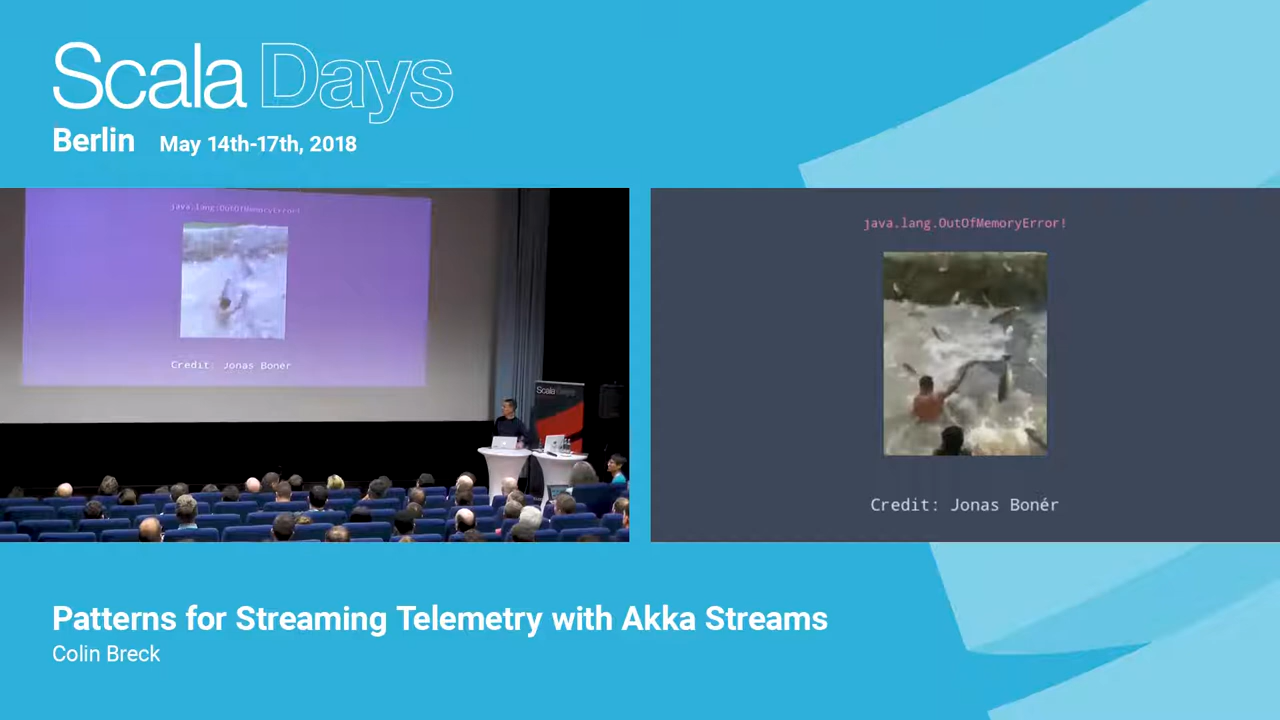 Scala Days
Berlin May 14th-17th, 2018
java.lang.OutOfMemoryError!
Credit: Jonas Bonér
Scala Days
java.lang.OutOfMemoryError!
Credit: Jonas Bonér
Patterns for Streaming Telemetry with Akka Streams
Colin Breck